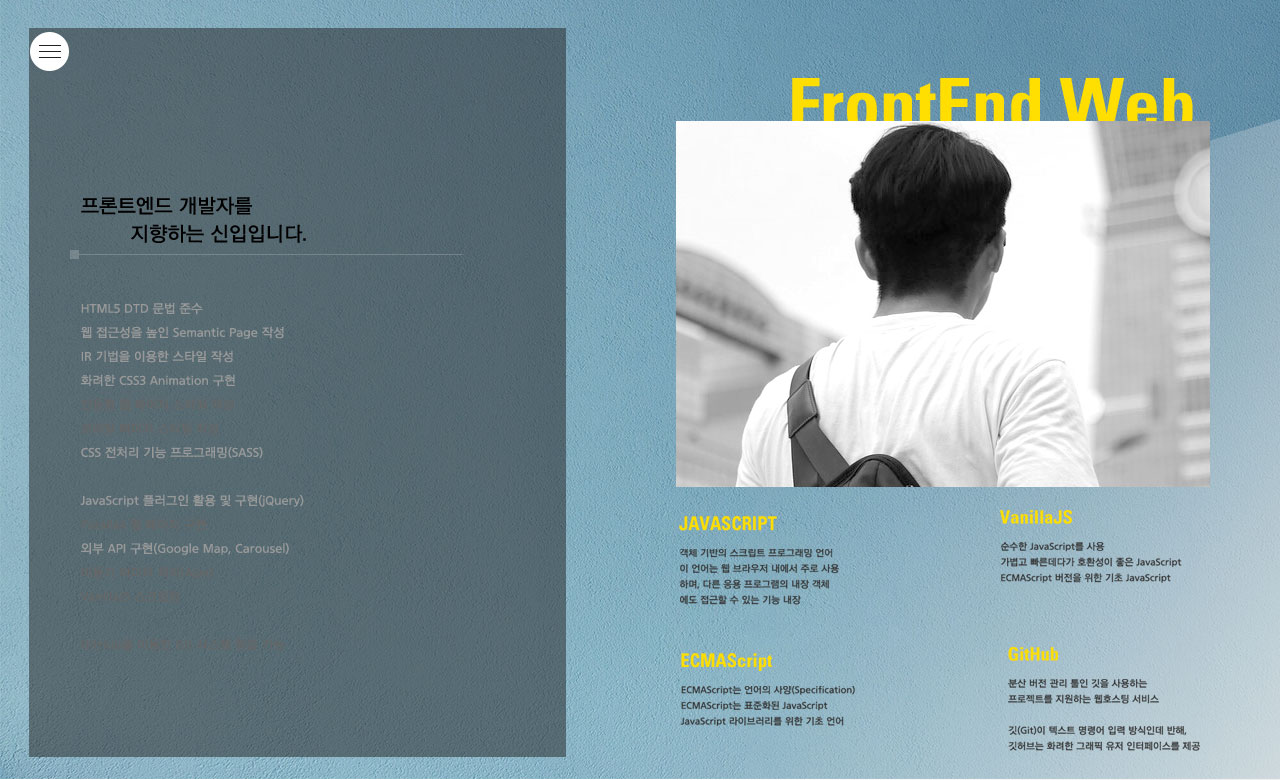 프론트엔드 개발자를
지향하는 신입입니다.
HTML5 DTD 문법 준수
웹 접근성을 높인 Semantic Page 작성
IR 기법을 이용한 스타일 작성
화려한 CSS3 Animation 구현
CSS 전처리 기능 프로그래밍(SASS)
JavaScript 플러그인 활용 및 구현(jQuery)
외부 API 구현(Google Map, Carousel)
FrontEnd Web
JAVASCRIPT
객체 기반의 스크립트 프로그래밍 언어
이 언어는 웹 브라우저 내에서 주로 사용
하며, 다른 응용 프로그램의 내장 객체
에도 접근할 수 있는 기능 내장
VanillaJS
순수한 JavaScript를 사용
가볍고 빠른데다가 호환성이 좋은 JavaScript
ECMAScript 버전을 위한 기초 JavaScript
ECMAScript
ECMAScript는 언어의 사양(Specification)
ECMAScript는 표준화된 JavaScript
JavaScript 라이브러리를 위한 기초 언어
GitHub
분산 버전 관리 툴인 깃을 사용하는
프로젝트를 지원하는 웹호스팅 서비스
깃(Git)이 텍스트 명령어 입력 방식인데 반해,
깃허브는 화려한 그래픽 유저 인터페이스를 제공